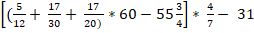 [(5/12 + 17/30 + 17/20) * 60 − 55 3/4] * 4/7 − 31